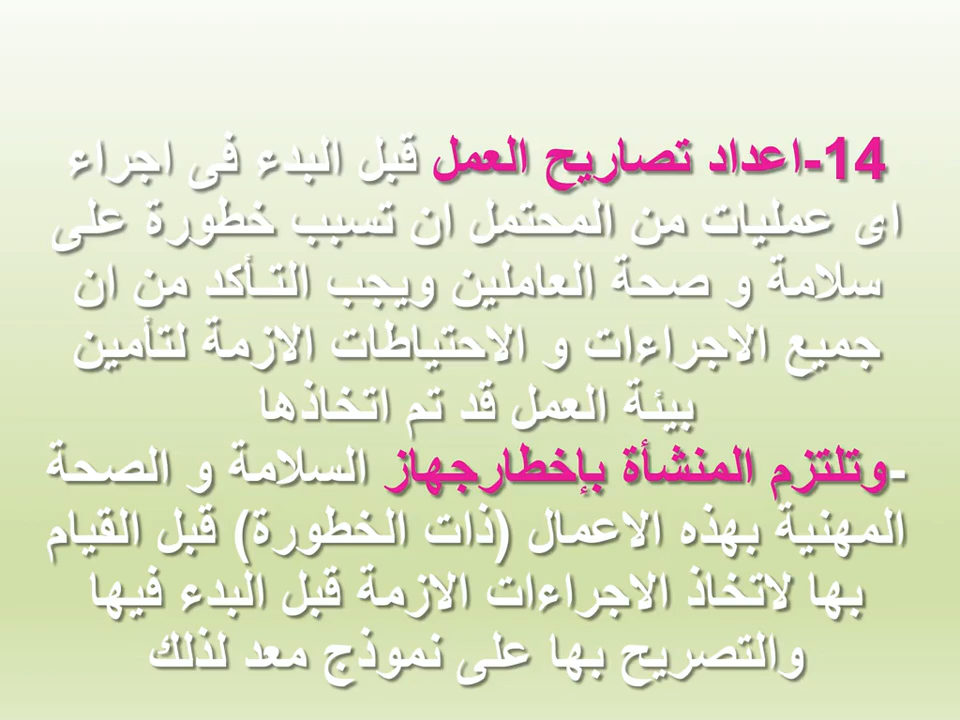 14-اعداد تصاريح العمل قبل البدء فى اجراء
اى عمليات من المحتمل ان تسبب خطورة على
سلامة و صحة العاملين ويجب التـأكد من ان
جميع الاجراءات و الاحتياطات الازمة لتأمين
بيئة العمل قد تم اتخاذها
-وتلتزم المنشأة بإخطارجهاز السلامة و الصحة
المهنية بهذه الاعمال (ذات الخطورة) قبل القيام
بها لاتخاذ الاجراءات الازمة قبل البدء فيها
والتصريح بها على نموذج معد لذلك